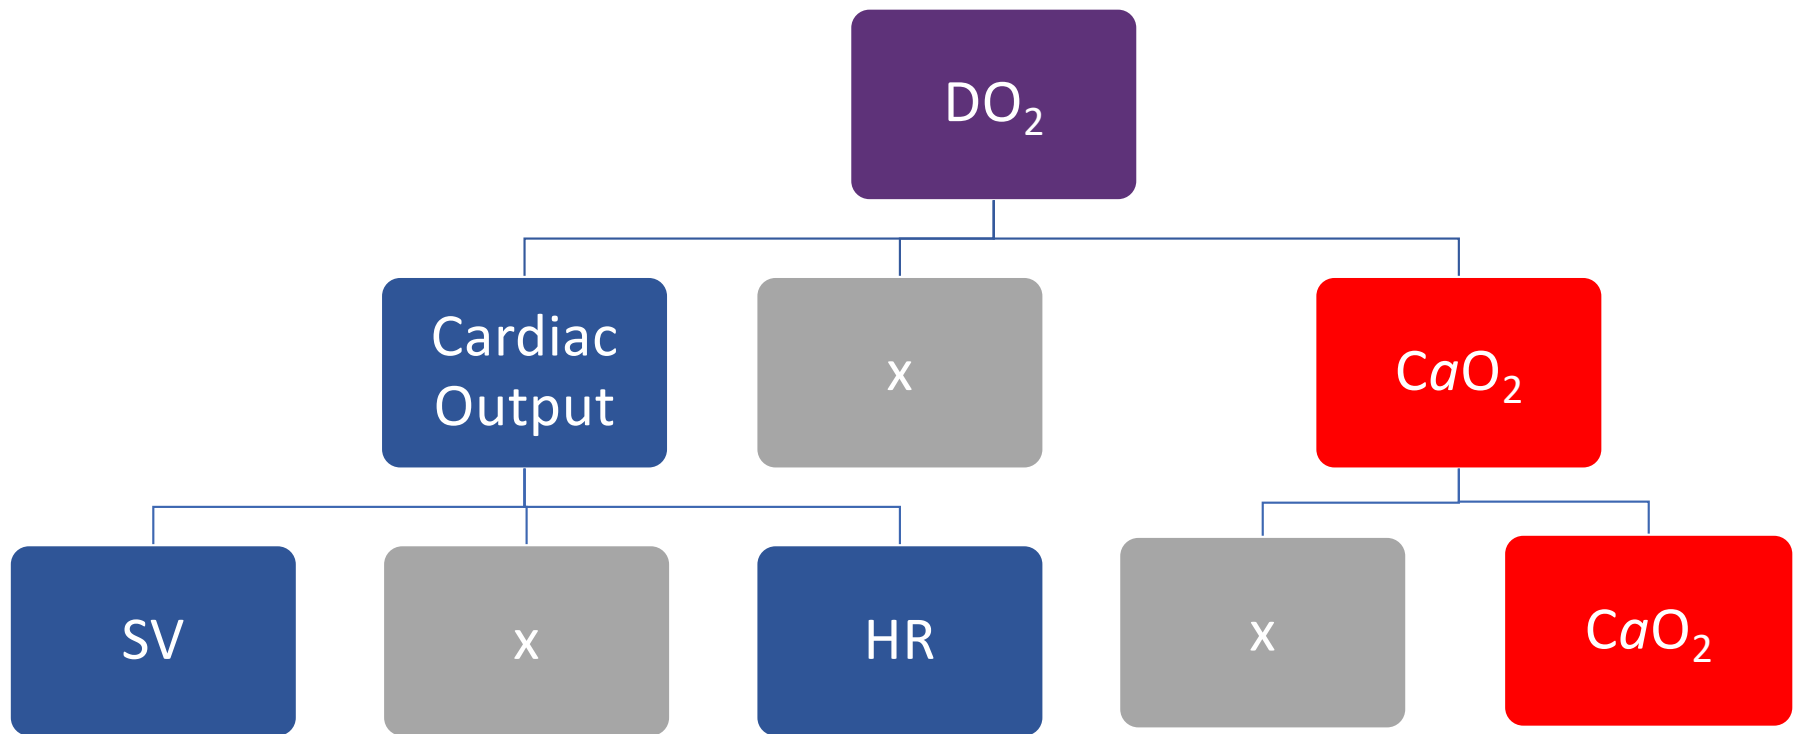 DO₂
Cardiac
Output
x
CaO₂
SV
x
HR
x
CaO₂